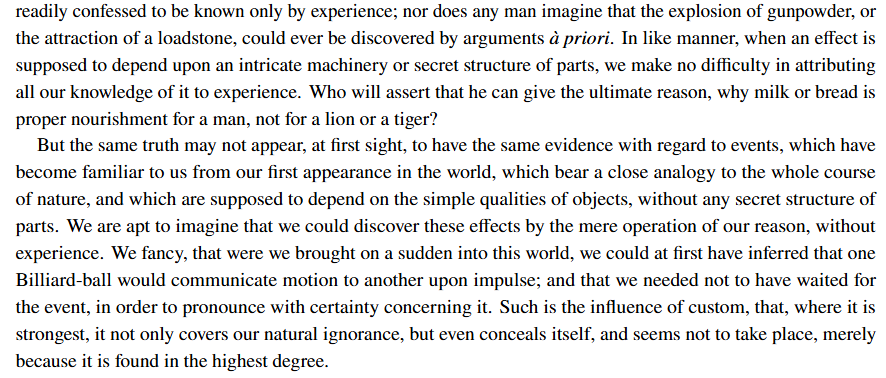 readily confessed to be known only by experience; nor does any man imagine that the explosion of gunpowder, or
the attraction of a loadstone, could ever be discovered by arguments à priori. In like manner, when an effect is
supposed to depend upon an intricate machinery or secret structure of parts, we make no difficulty in attributing
all our knowledge of it to experience. Who will assert that he can give the ultimate reason, why milk or bread is
proper nourishment for a man, not for a lion or a tiger?
But the same truth may not appear, at first sight, to have the same evidence with regard to events, which have
become familiar to us from our first appearance in the world, which bear a close analogy to the whole course
of nature, and which are supposed to depend on the simple qualities of objects, without any secret structure of
parts. We are apt to imagine that we could discover these effects by the mere operation of our reason, without
experience. We fancy, that were we brought on a sudden into this world, we could at first have inferred that one
Billiard-ball would communicate motion to another upon impulse; and that we needed not to have waited for
the event, in order to pronounce with certainty concerning it. Such is the influence of custom, that, where it is
strongest, it not only covers our natural ignorance, but even conceals itself, and seems not to take place, merely
because it is found in the highest degree.